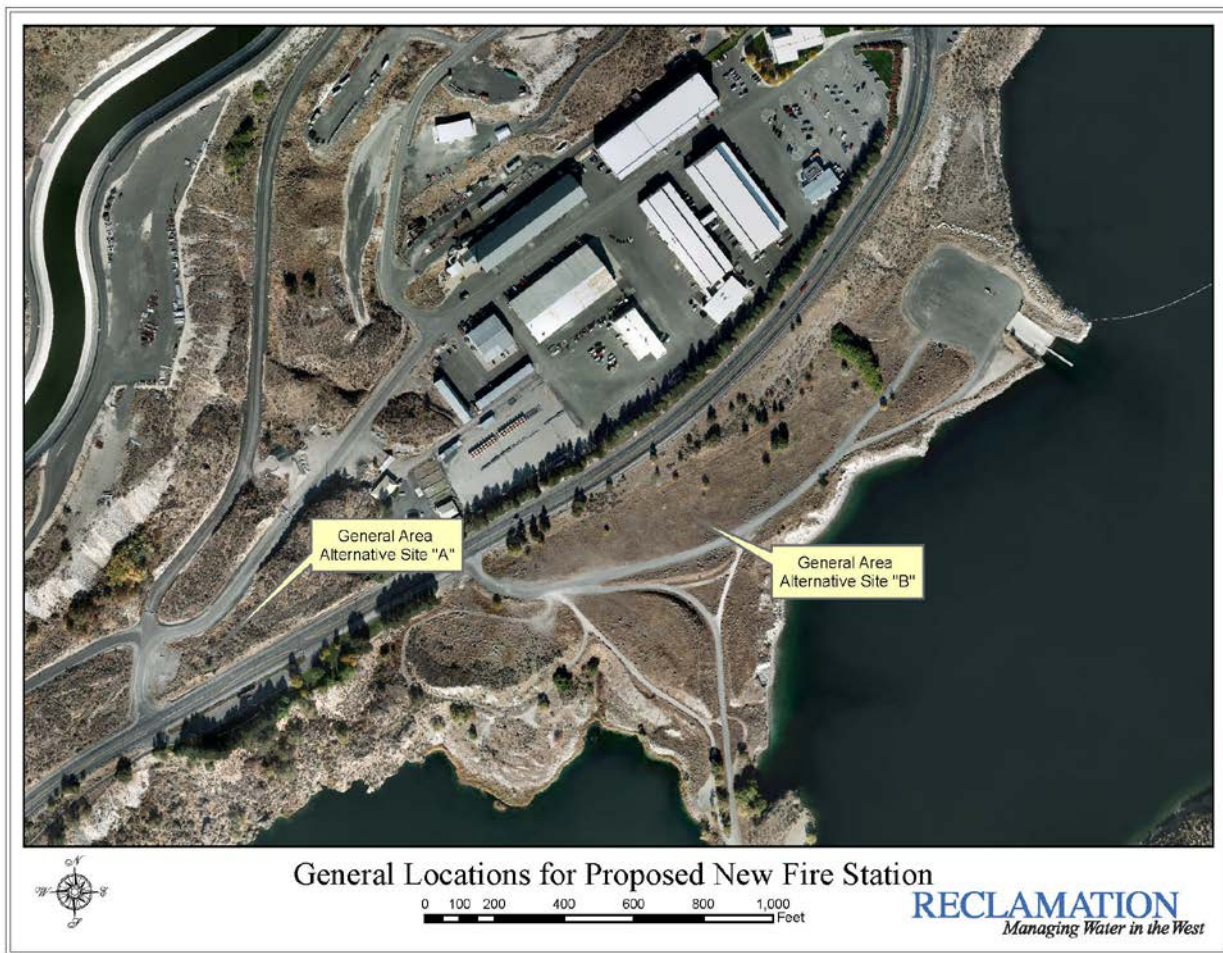 General Area
Alternative Site "A"
General Area
Alternative Site "B"
N
W
General Locations for Proposed New Fire Station
0 100 200 400 600 800 1,000
Feet
RECLAMATION
Managing Water in the West